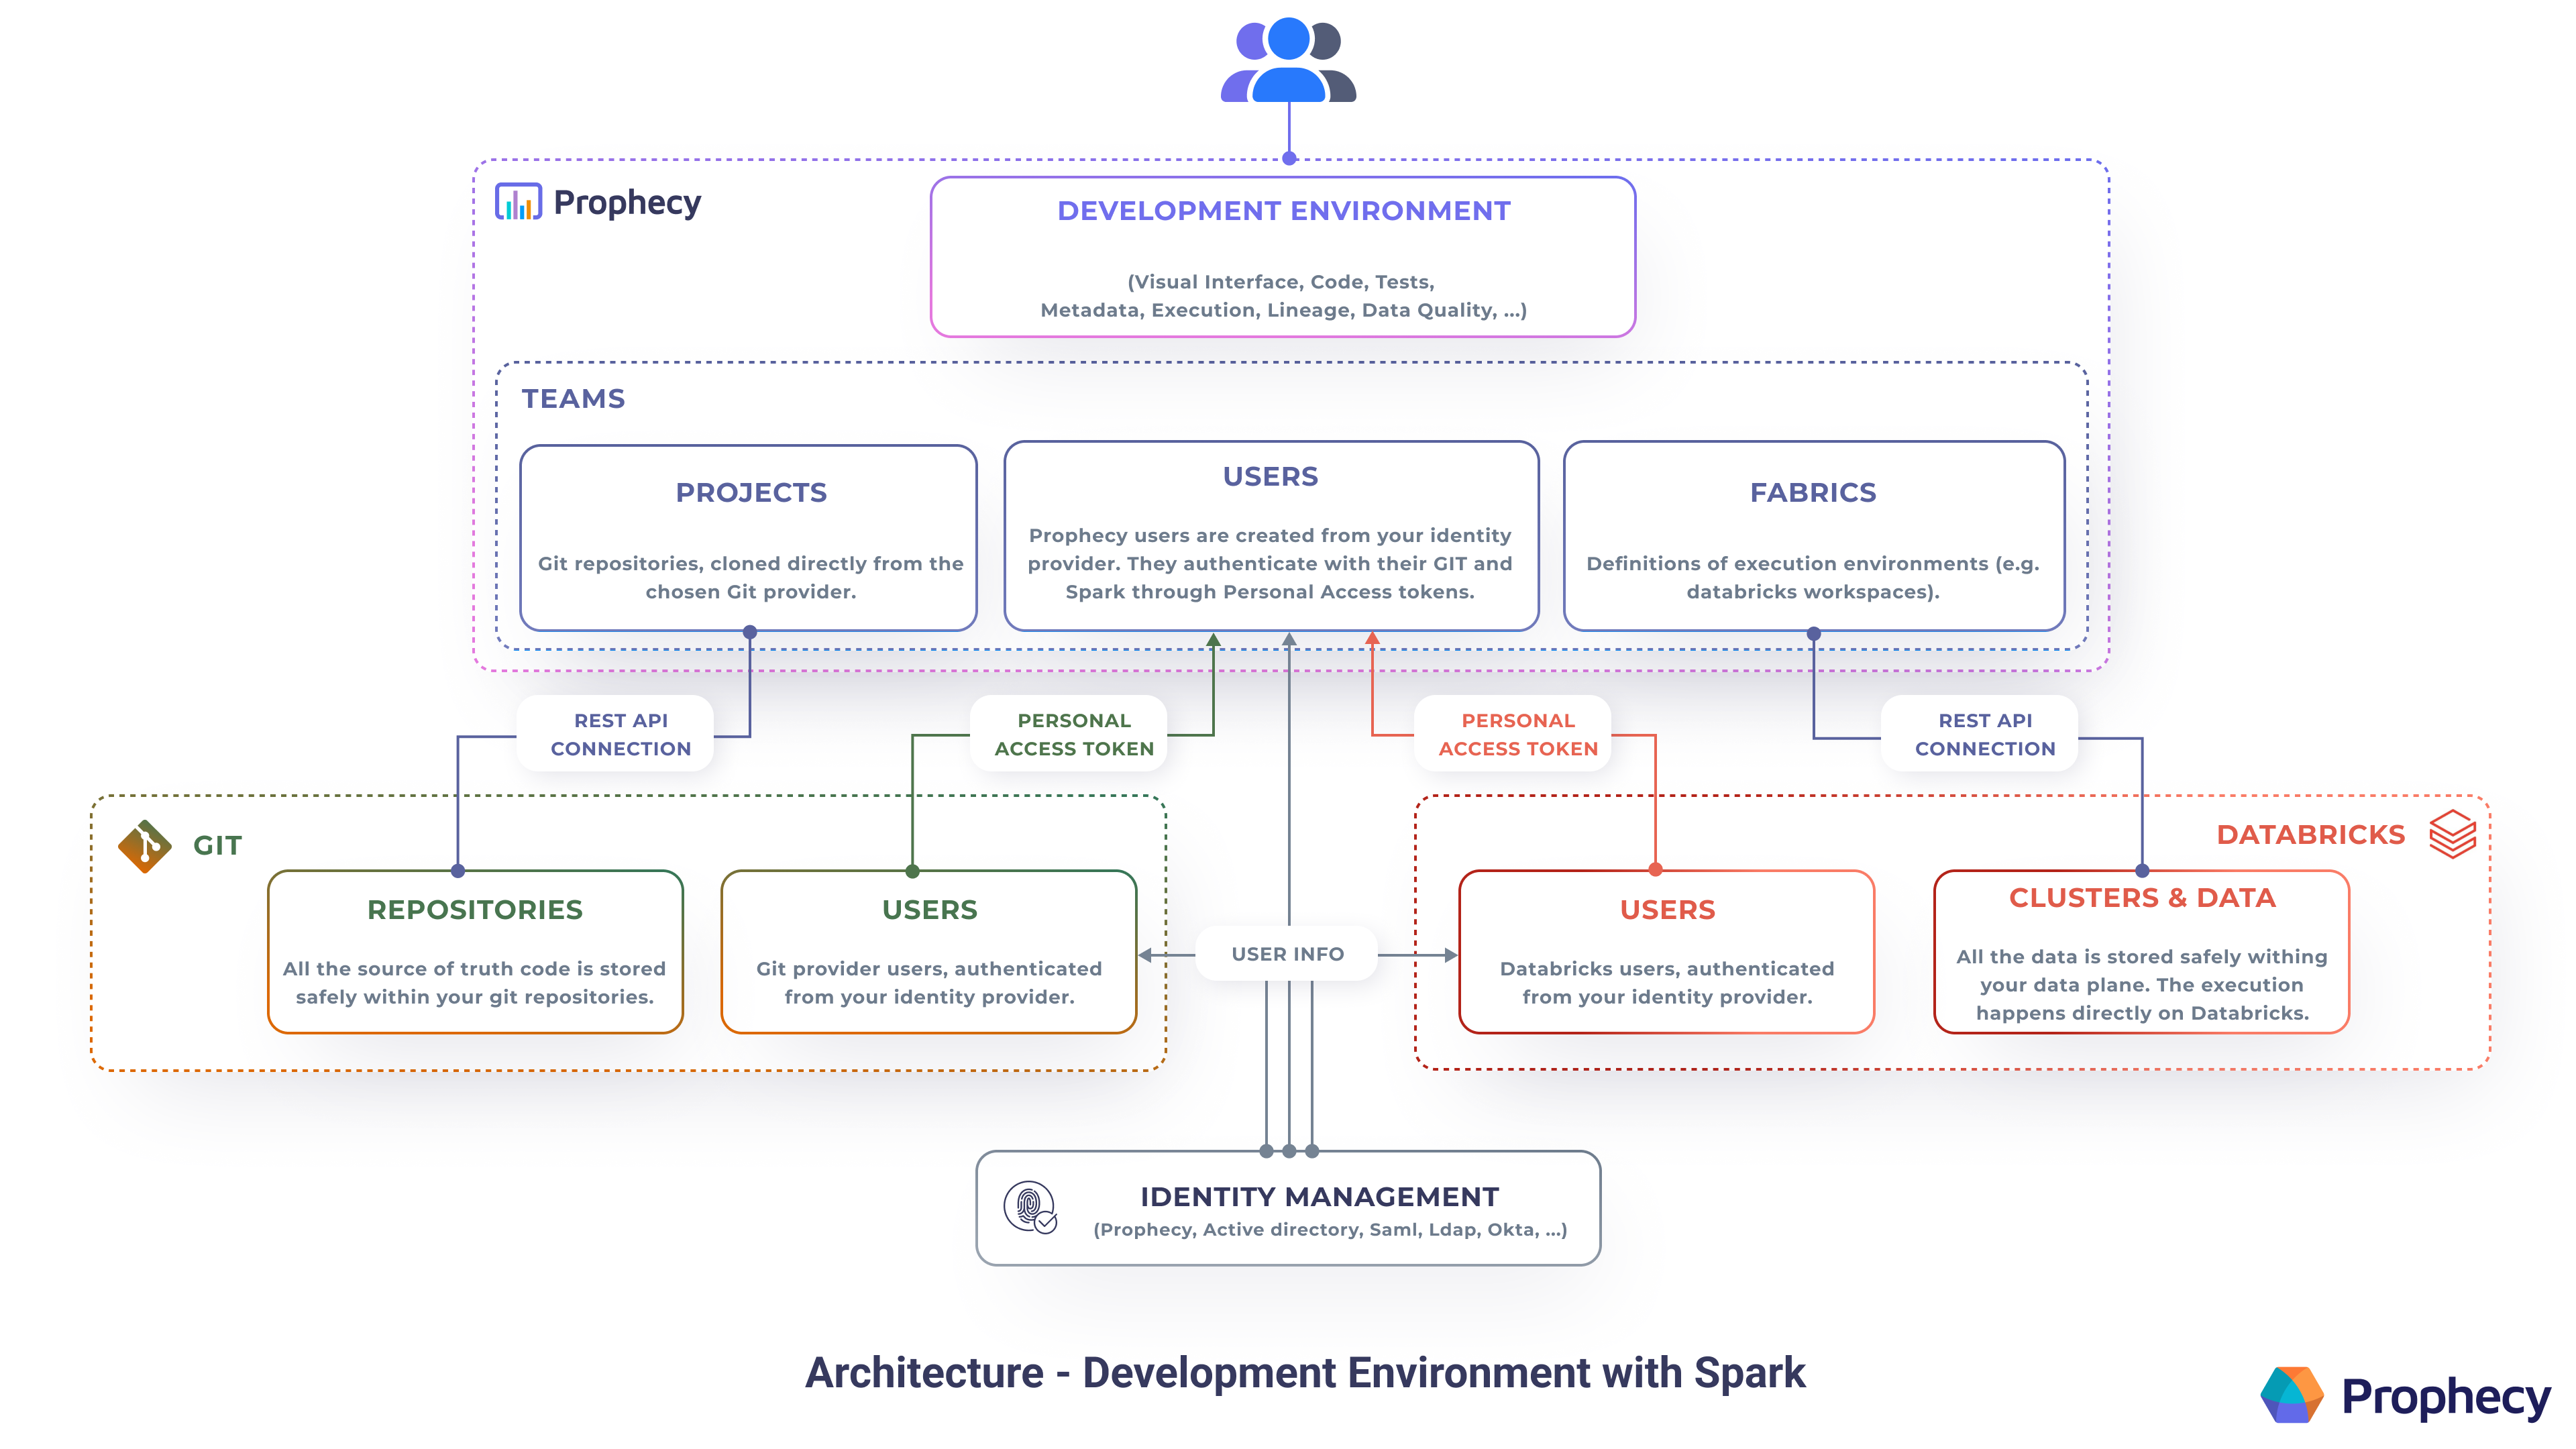 Prophecy
DEVELOPMENT ENVIRONMENT
(Visual Interface, Code, Tests,
Metadata, Execution, Lineage, Data Quality, ...)
TEAMS
PROJECTS
Git repositories, cloned directly from the
chosen Git provider.
USERS
Prophecy users are created from your identity
provider. They authenticate with their GIT and
Spark through Personal Access tokens.
FABRICS
Definitions of execution environments (e.g.
databricks workspaces).
REST API
CONNECTION
PERSONAL
ACCESS TOKEN
PERSONAL
ACCESS TOKEN
REST API
CONNECTION
GIT
REPOSITORIES
All the source of truth code is stored
safely within your git repositories.
USERS
Git provider users, authenticated
from your identity provider.
USER INFO
DATABRICKS
USERS
Databricks users, authenticated
from your identity provider.
CLUSTERS & DATA
All the data is stored safely withing
your data plane. The execution
happens directly on Databricks.
IDENTITY MANAGEMENT
(Prophecy, Active directory, Saml, Ldap, Okta, ...)
Architecture - Development Environment with Spark
Prophecy